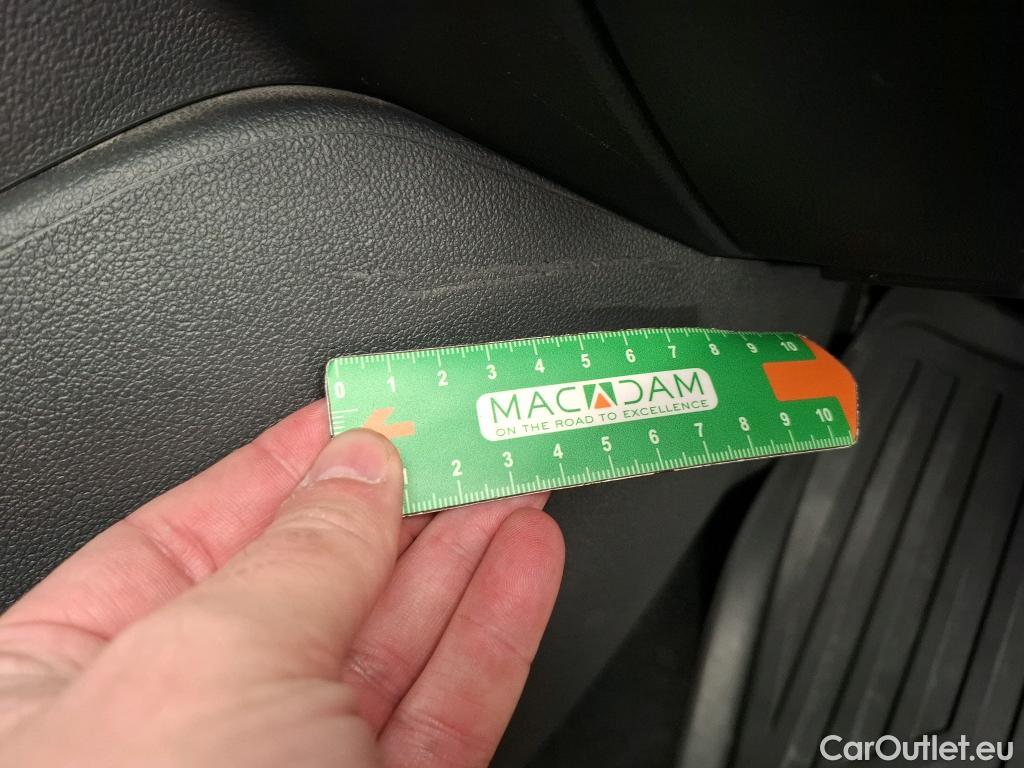 0 1 2 3 4 5 6 7 8 9 10
MACADAM
ON THE ROAD TO EXCELLENCE
1 2 3 4 5 6 7 8 9 10
CarOutlet.eu